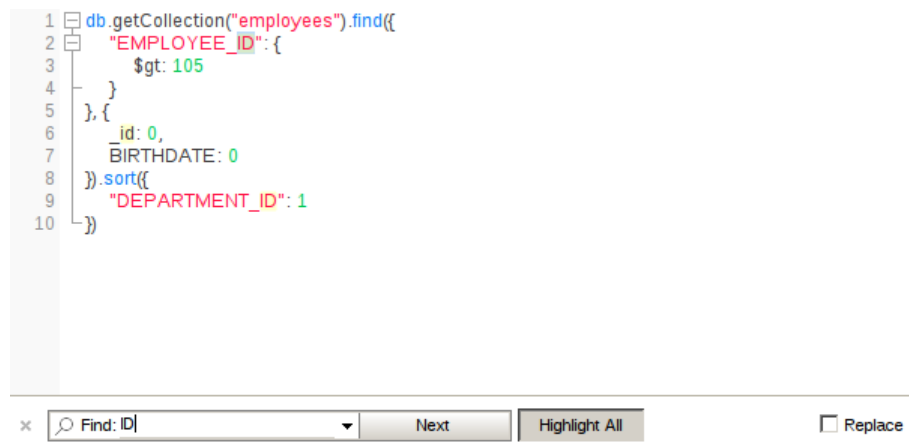 1 db.getCollection("employees").find({
2 "EMPLOYEE_ID": {
3 $gt: 105
4 }
5 }, {
6 _id: 0,
7 BIRTHDATE: 0
8 }).sort({
9 "DEPARTMENT_ID": 1
10 })
Find: ID Next Highlight All Replace